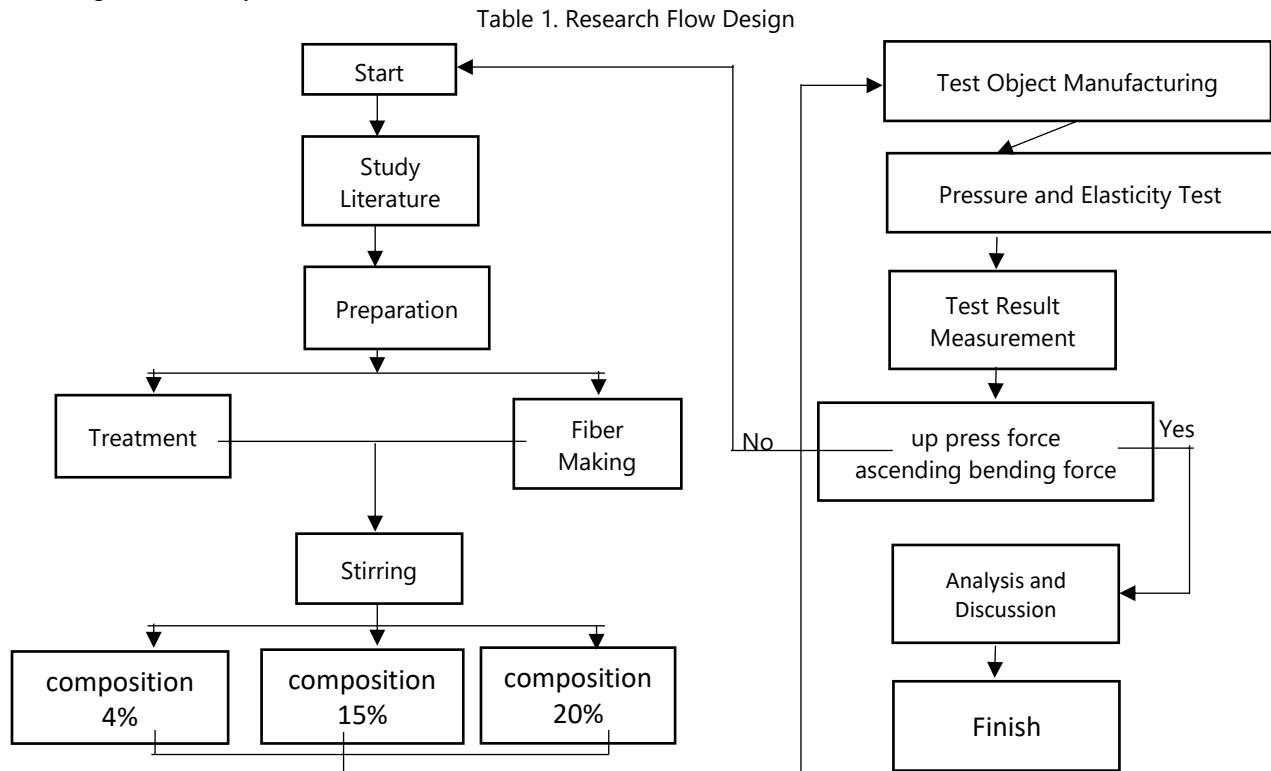 Table 1. Research Flow Design
Start
Study
Literature
Preparation
Treatment
Fiber
Making
Stirring
composition
4%
composition
15%
composition
20%
Test Object Manufacturing
Pressure and Elasticity Test
Test Result
Measurement
No
up press force
ascending bending force
Yes
Analysis and
Discussion
Finish